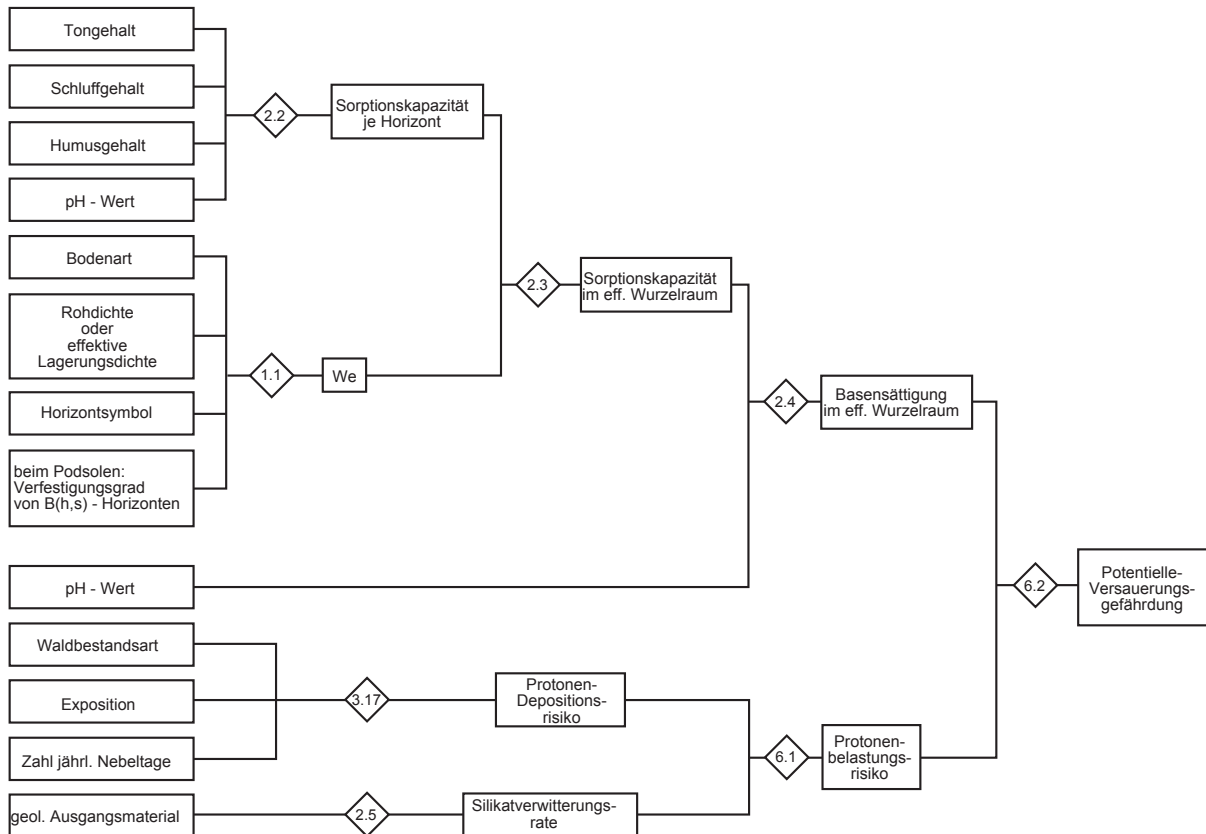 Tongehalt
Schluffgehalt
Humusgehalt
pH - Wert
2.2
Sorptionskapazität
je Horizont
Bodenart
Rohdichte
oder
effektive
Lagerungsdichte
Horizontsymbol
beim Podsolen:
Verfestigungsgrad
von B(h,s) - Horizonten
1.1
We
2.3
Sorptionskapazität
im eff. Wurzelraum
pH - Wert
2.4
Basensättigung
im eff. Wurzelraum
Waldbestandsart
Exposition
Zahl jährl. Nebeltage
3.17
Protonen-
Depositions-
risiko
geol. Ausgangsmaterial
2.5
Silikatverwitterungs-
rate
6.1
Protonen-
belastungs-
risiko
6.2
Potentielle-
Versauerungs-
gefährdung